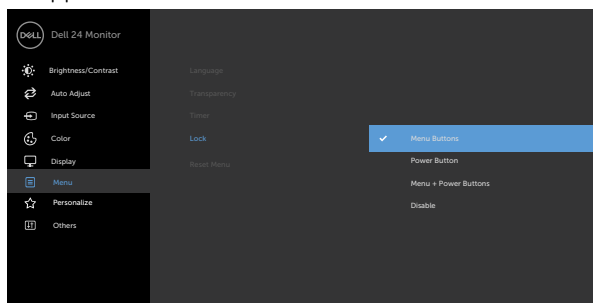 DELL Dell 24 Monitor
Brightness/Contrast
Auto Adjust
Input Source
Color
Display
Menu
Personalize
Others
Language
Transparency
Timer
Lock
Reset Menu
Menu Buttons
Power Button
Menu + Power Buttons
Disable